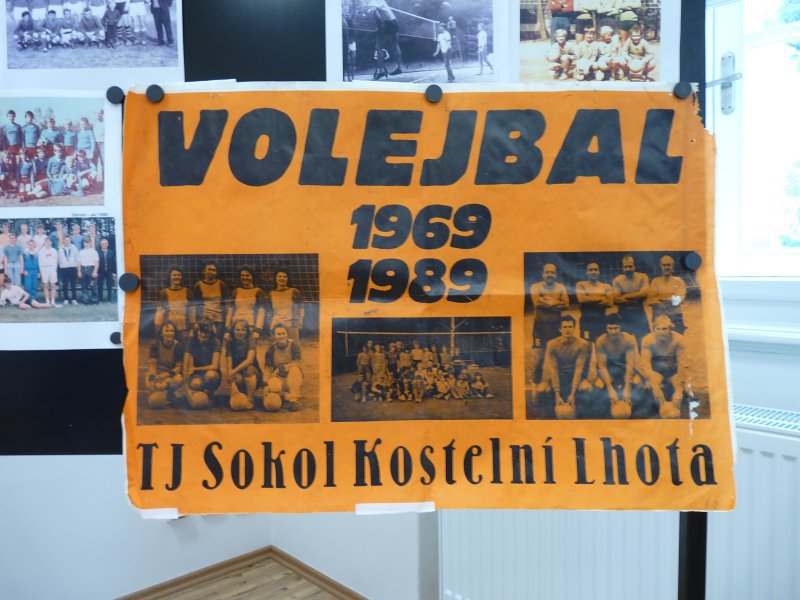 VOLEJBAL
1969
1989
TJ Sokol Kostelní Lhota